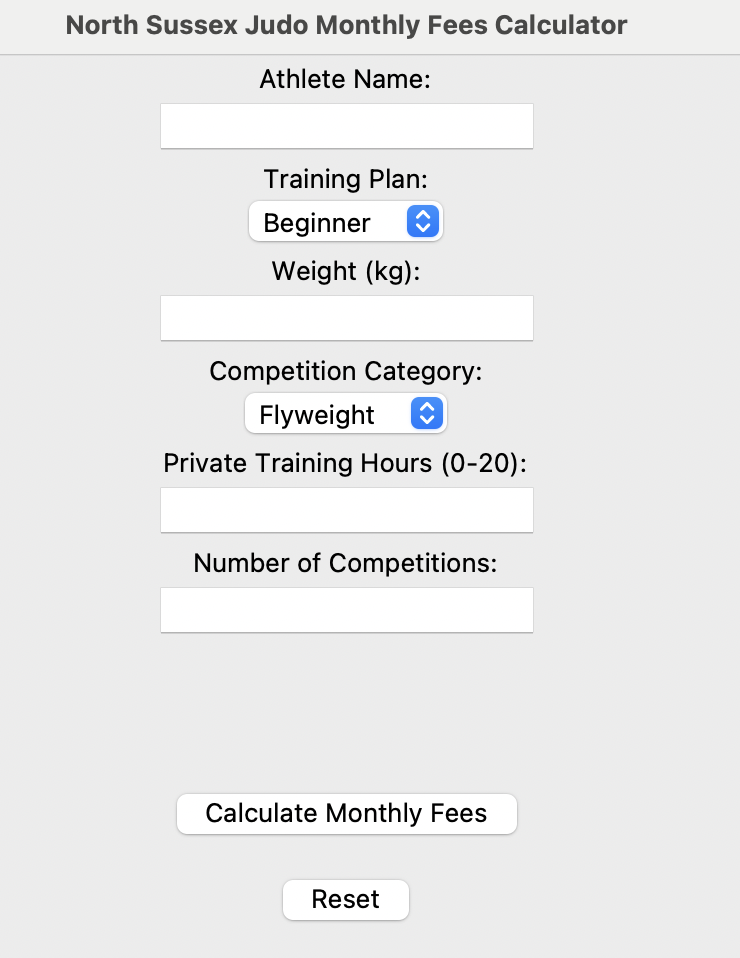 North Sussex Judo Monthly Fees Calculator
Athlete Name:
Training Plan:
Beginner
Weight (kg):
Competition Category:
Flyweight
Private Training Hours (0-20):
Number of Competitions:
Calculate Monthly Fees
Reset